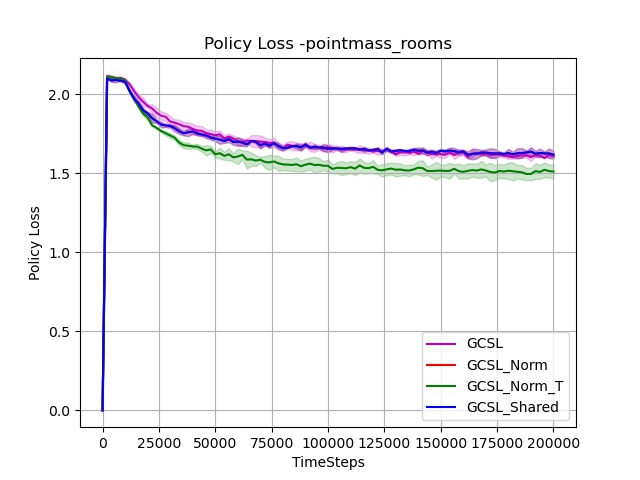 Policy Loss -pointmass_rooms
Policy Loss
2.0
1.5
1.0
0.5
0.0
GCSL
GCSL_Norm
GCSL_Norm_T
GCSL_Shared
0 25000 50000 75000 100000 125000 150000 175000 200000
TimeSteps